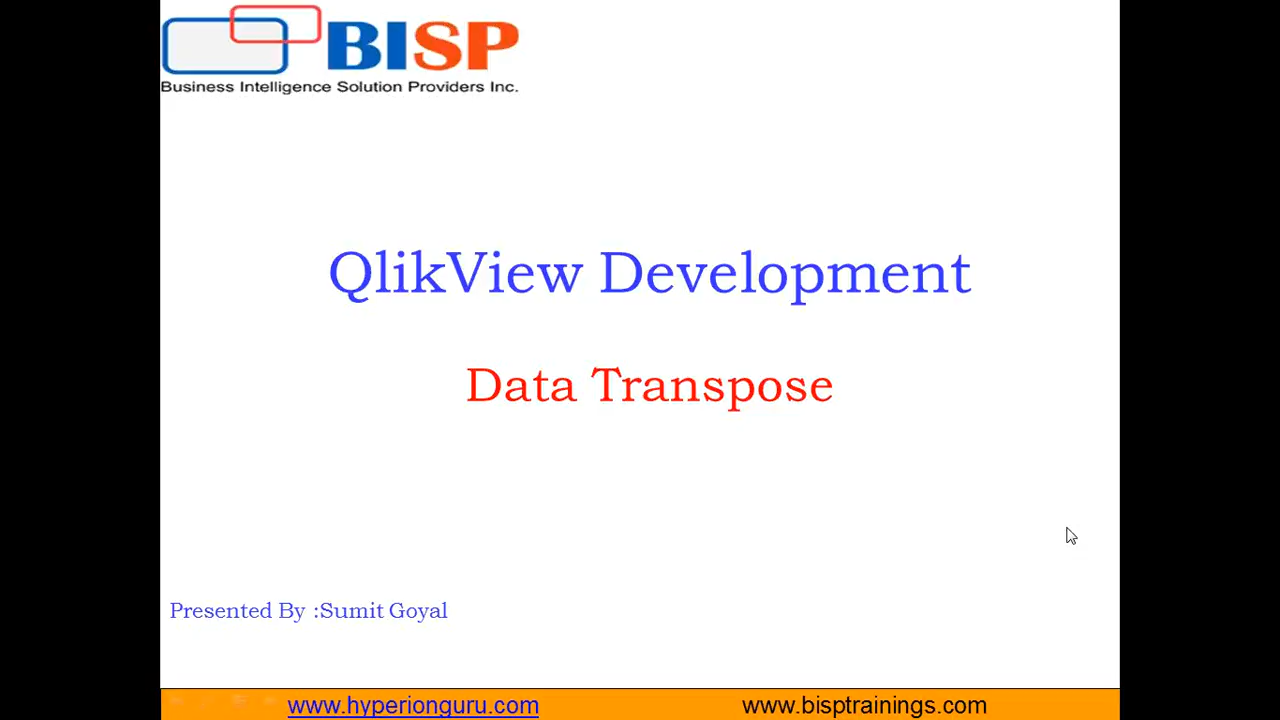 BISP
Business Intelligence Solution Providers Inc.
QlikView Development
Data Transpose
Presented By :Sumit Goyal
www.hyperionguru.com www.bisptrainings.com